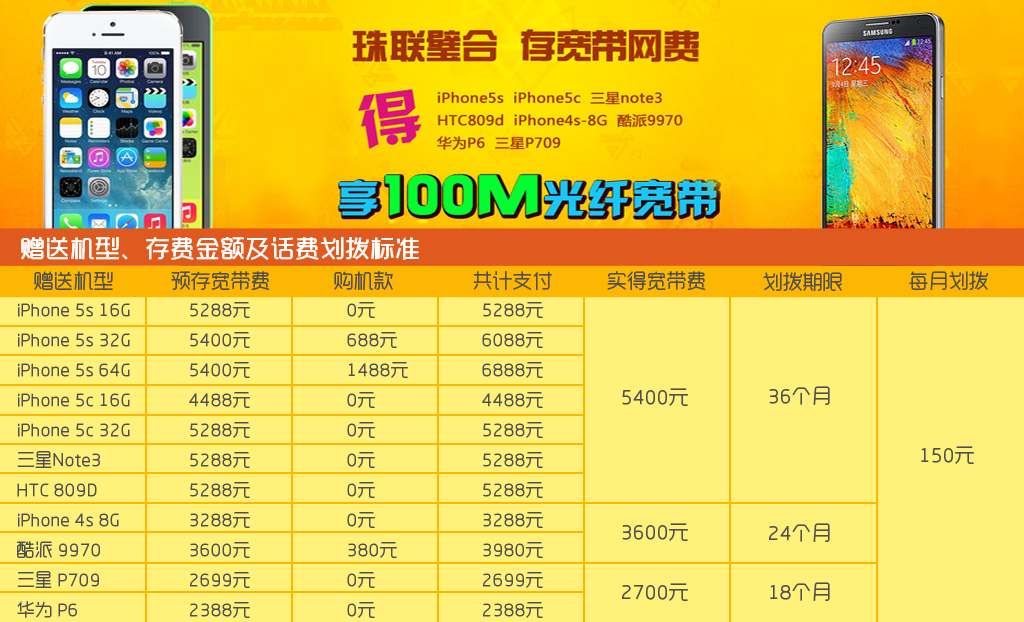 珠联璧合 存宽带网费
得
iPhone5s iPhone5c 三星note3
HTC809d iPhone4s-8G 酷派9970
华为P6 三星P709
享100M光纤宽带
SAMSUNG
12:45
赠送机型、存费金额及话费划拨标准
赠送机型 预存宽带费 购机款 共计支付 实得宽带费 划拨期限 每月划拨
iPhone 5s 16G 5288元 0元 5288元
iPhone 5s 32G 5400元 688元 6088元
iPhone 5s 64G 5400元 1488元 6888元
iPhone 5c 16G 4488元 0元 4488元
5400元 36个月
iPhone 5c 32G 5288元 0元 5288元
三星Note3 5288元 0元 5288元
150元
HTC 809D 5288元 0元 5288元
iPhone 4s 8G 3288元 0元 3288元
3600元 24个月
酷派 9970 3600元 380元 3980元
三星 P709 2699元 0元 2699元
2700元 18个月
华为 P6 2388元 0元 2388元